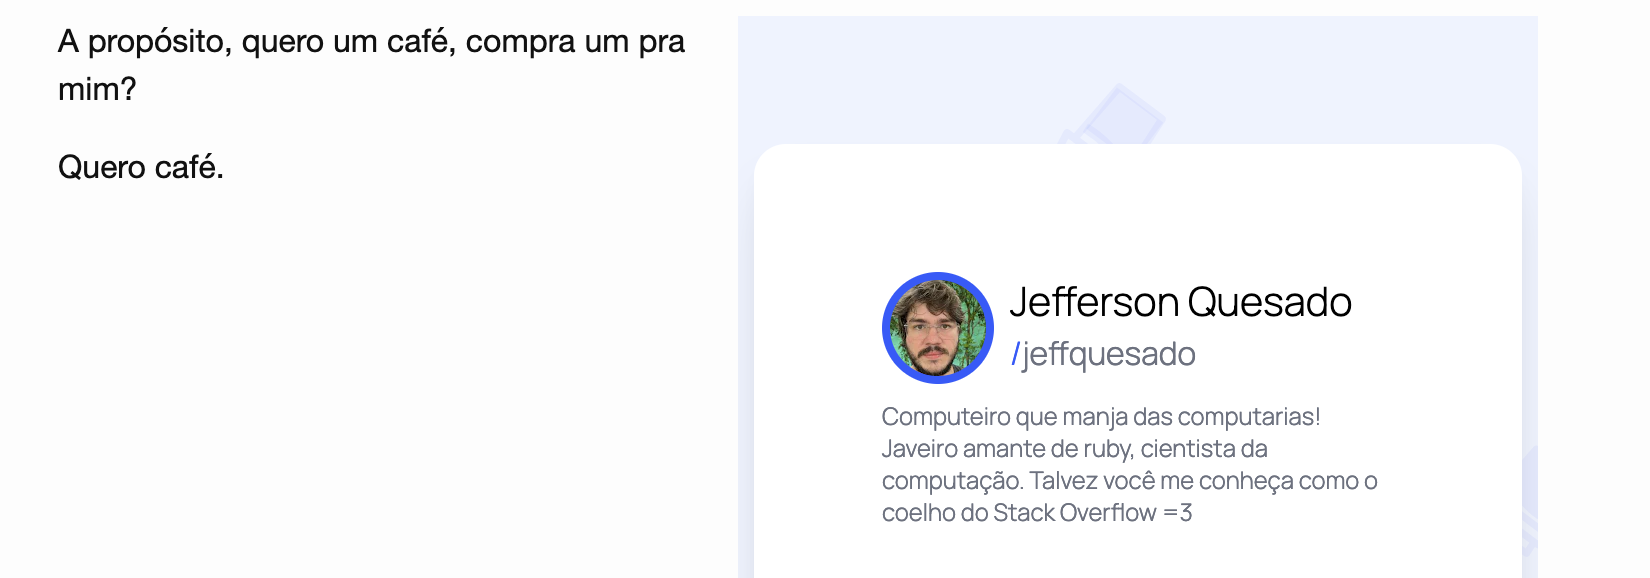 A propósito, quero um café, compra um pra
mim?
Quero café.
Jefferson Quesado
/jeffquesado
Computeiro que manja das computarias!
Javeiro amante de ruby, cientista da
computação. Talvez você me conheça como o
coelho do Stack Overflow =3